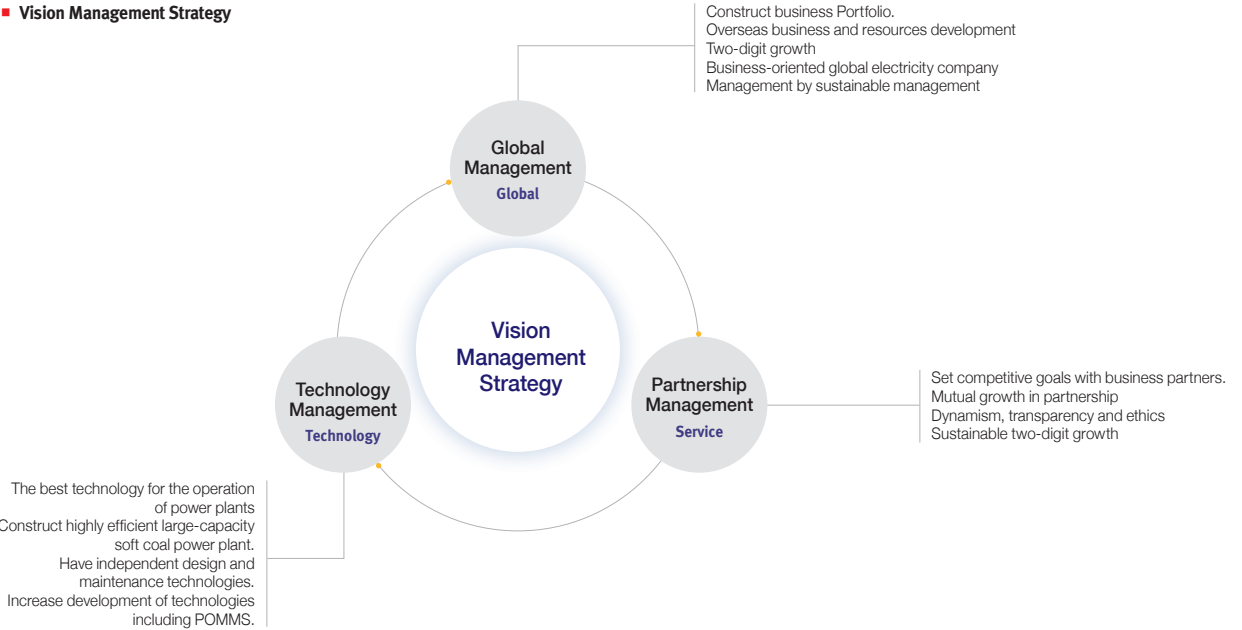 Vision Management Strategy
Construct business Portfolio.
Overseas business and resources development
Two-digit growth
Business-oriented global electricity company
Management by sustainable management
Global
Management
Global
Vision
Management
Strategy
Technology
Management
Technology
Partnership
Management
Service
Set competitive goals with business partners.
Mutual growth in partnership
Dynamism, transparency and ethics
Sustainable two-digit growth
The best technology for the operation
of power plants
Construct highly efficient large-capacity
soft coal power plant.
Have independent design and
maintenance technologies.
Increase development of technologies
including POMMS.